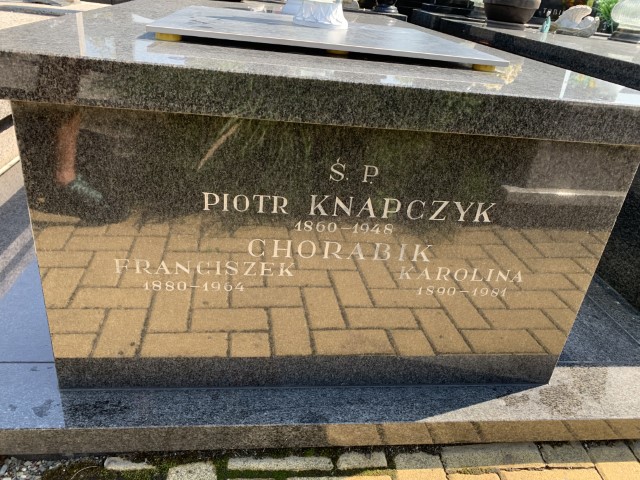 Ś. P.
PIOTR KNAPCZYK
1860-1948
CHORABIK
FRANCISZEK KAROLINA
1880-1964 1890-1981